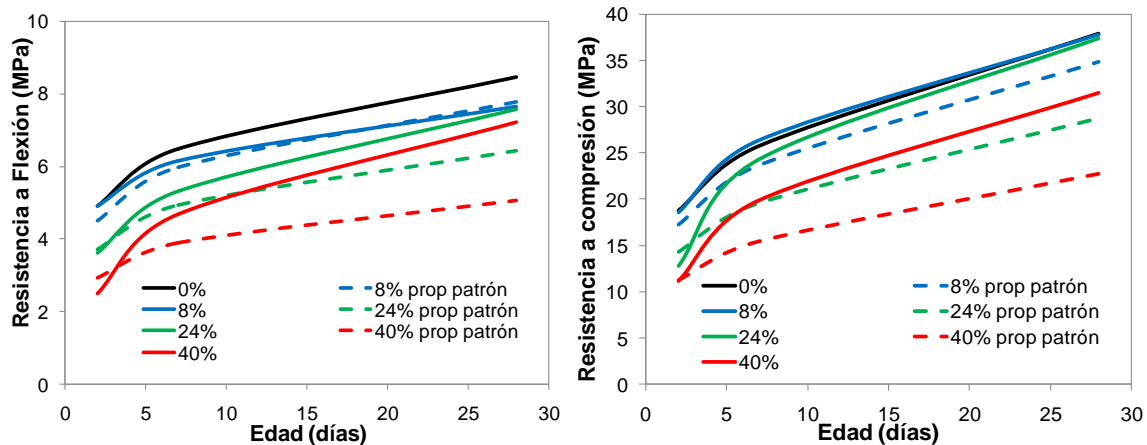 Resistencia a Flexión (MPa)
10
8
6
4
2
0
0% 8% prop patrón
8% 24% prop patrón
24% 40% prop patrón
40%
0 5 10 15 20 25 30
Edad (días)
Resistencia a compresión (MPa)
40
35
30
25
20
15
10
5
0
0% 8% prop patrón
8% 24% prop patrón
24% 40% prop patrón
40%
0 5 10 15 20 25 30
Edad (días)